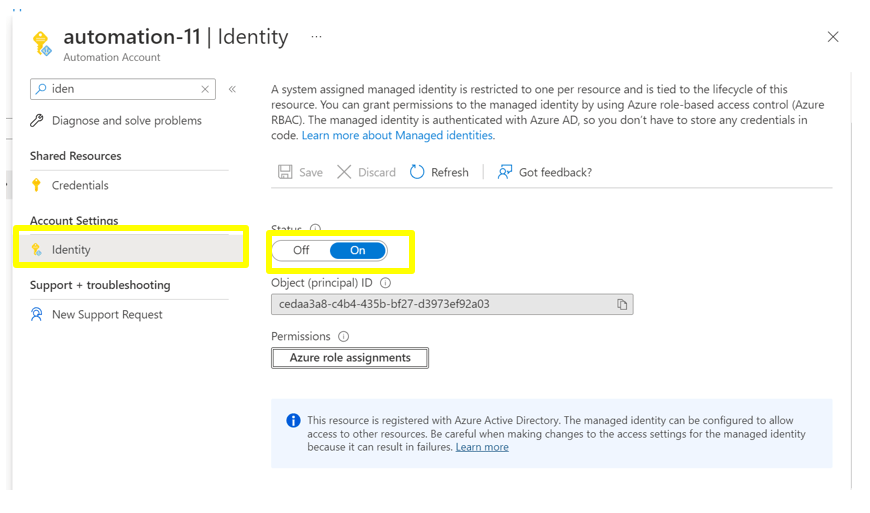 automation-11 | Identity ...
Automation Account
iden
Diagnose and solve problems
Shared Resources
Credentials
Account Settings
Identity
Support + troubleshooting
New Support Request
A system assigned managed identity is restricted to one per resource and is tied to the lifecycle of this
resource. You can grant permissions to the managed identity by using Azure role-based access control (Azure
RBAC). The managed identity is authenticated with Azure AD, so you don't have to store any credentials in
code. Learn more about Managed identities.
Save Discard Refresh Got feedback?
Status
Off On
Object (principal) ID
cedaa3a8-c4b4-435b-bf27-d3973ef92a03
Permissions
Azure role assignments
This resource is registered with Azure Active Directory. The managed identity can be configured to allow
access to other resources. Be careful when making changes to the access settings for the managed identity
because it can result in failures. Learn more